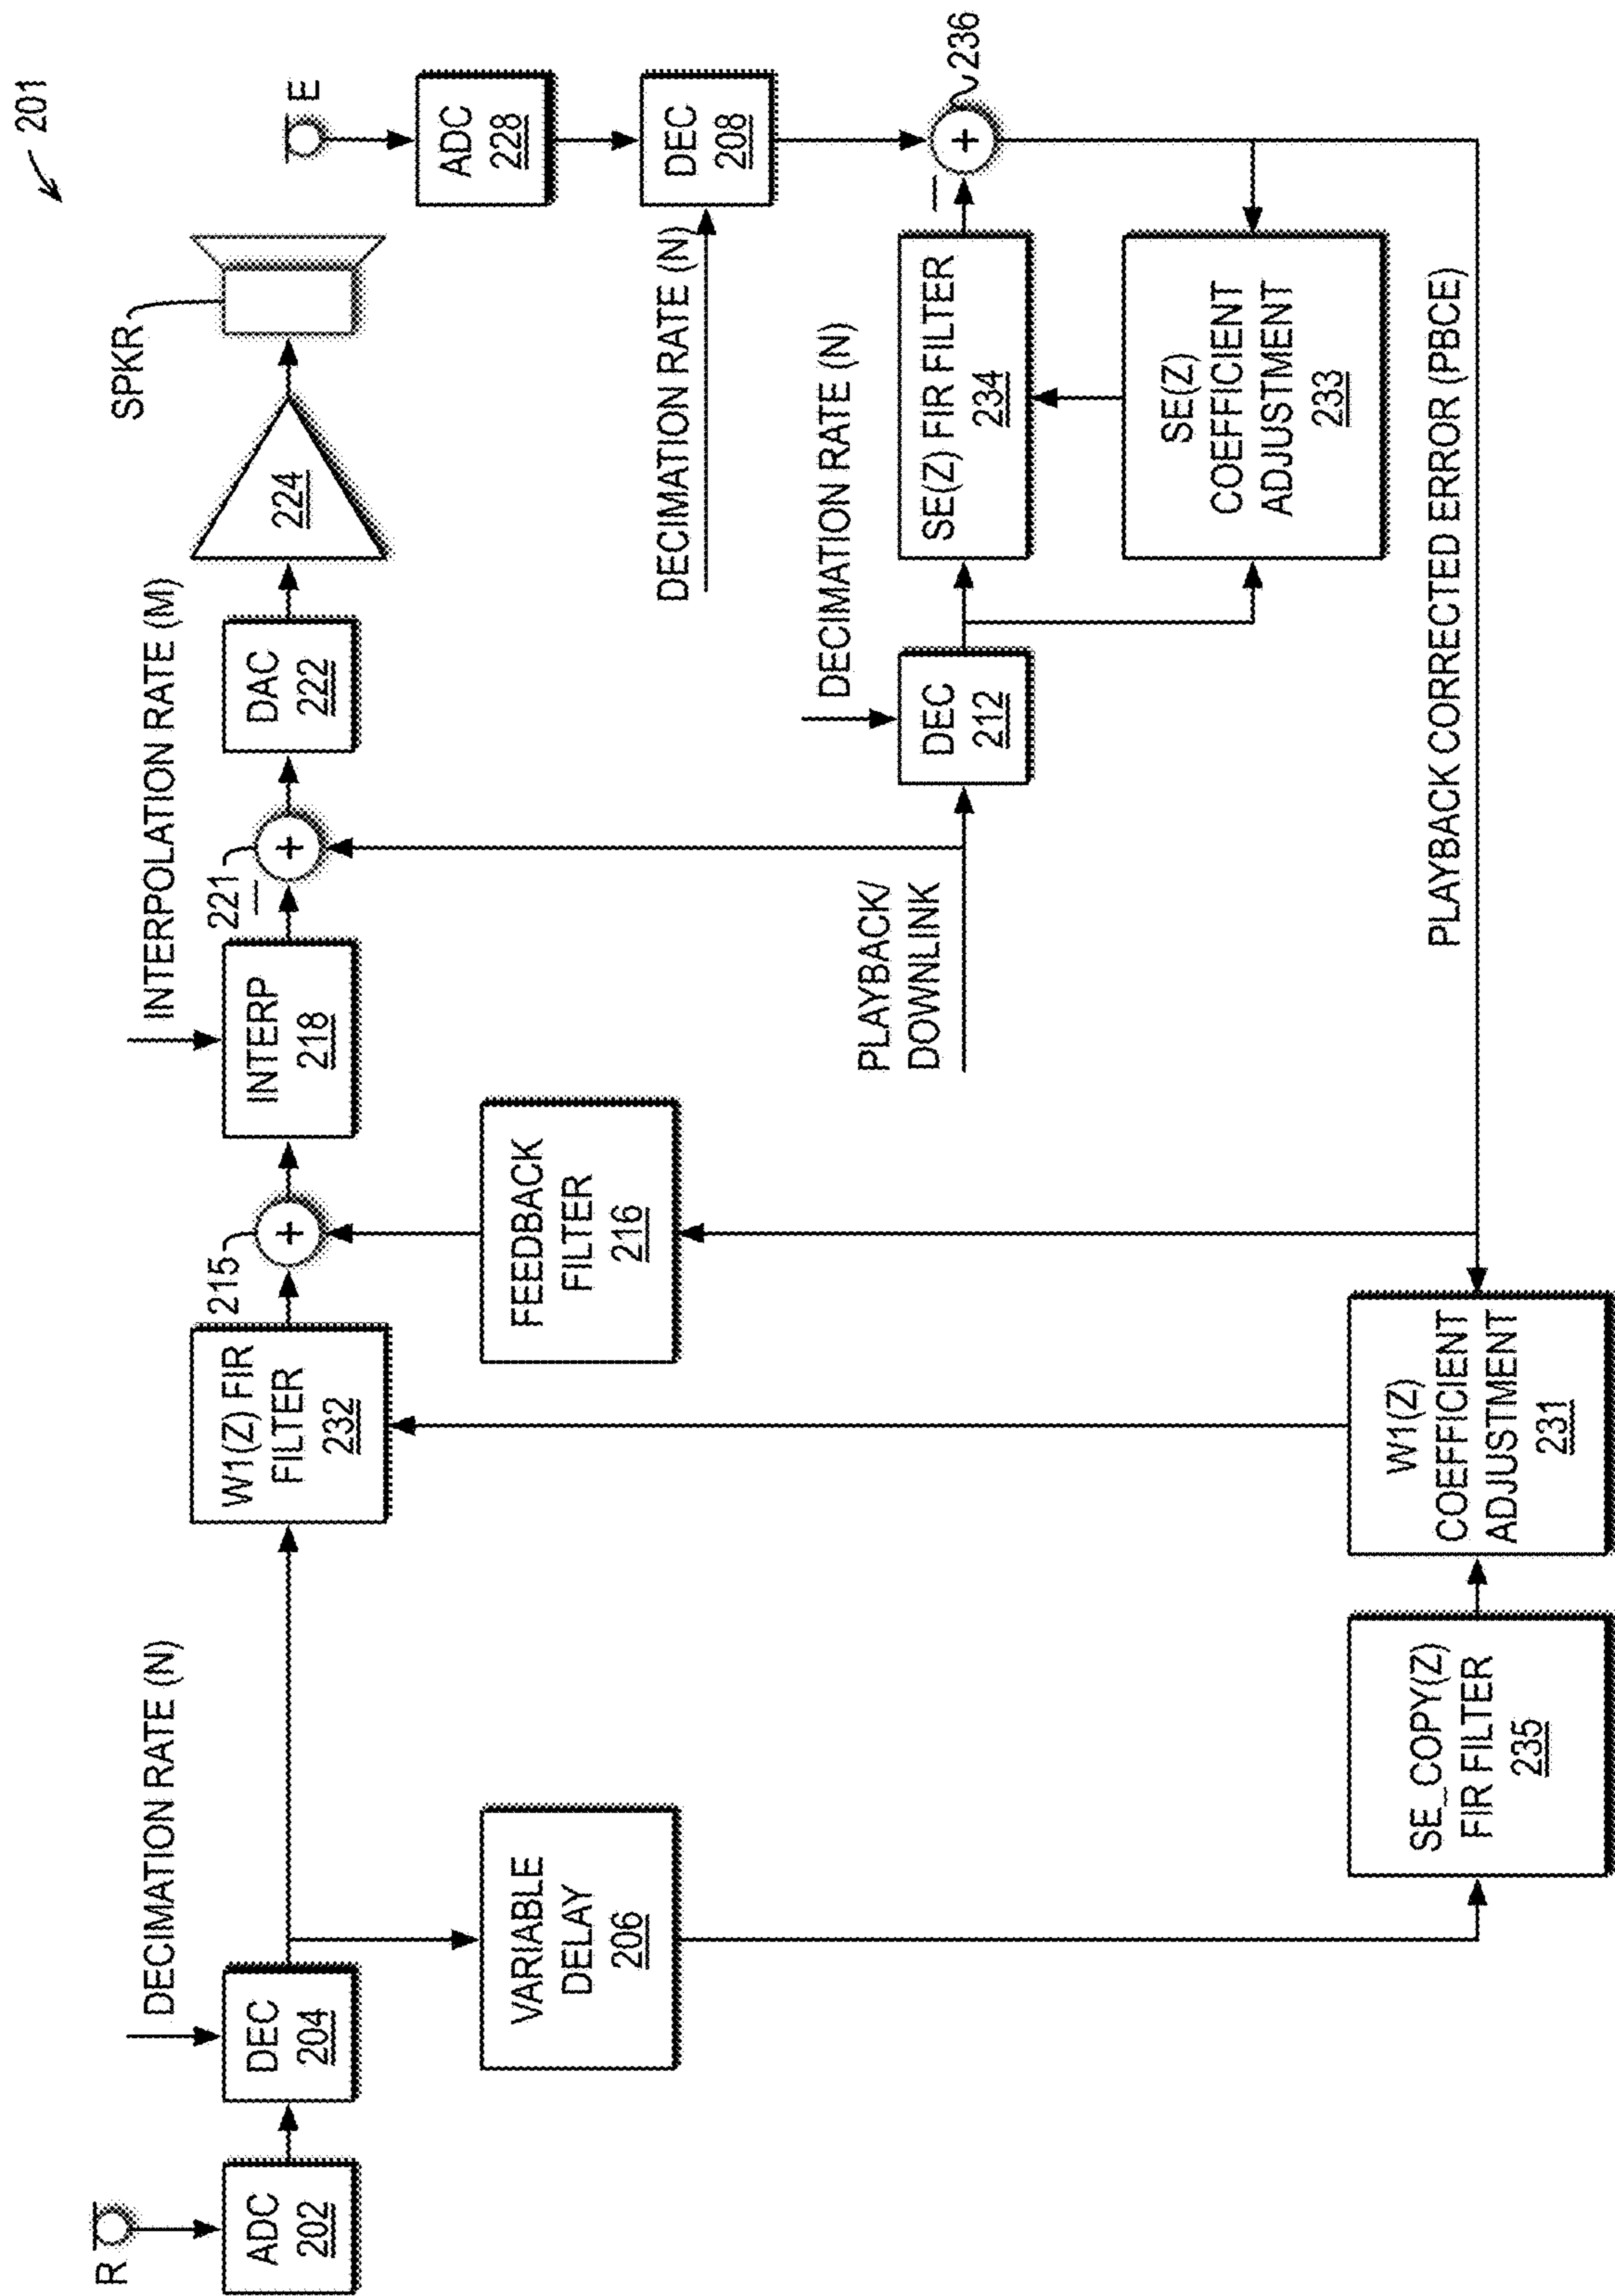 201
R
ADC
202
DECIMATION RATE (N)
DEC
204
VARIABLE
DELAY
206
W1(Z) FIR
FILTER
232
215
+
FEEDBACK
FILTER
216
INTERPOLATION RATE (M)
INTERP
218
221
—
+
DAC
222
224
SPKR
E
ADC
228
DECIMATION RATE (N)
DEC
208
236
—
+
PLAYBACK/
DOWNLINK
DECIMATION RATE (N)
DEC
212
SE(Z) FIR FILTER
234
SE(Z)
COEFFICIENT
ADJUSTMENT
233
PLAYBACK CORRECTED ERROR (PBCE)
SE_COPY(Z)
FIR FILTER
235
W1(Z)
COEFFICIENT
ADJUSTMENT
231